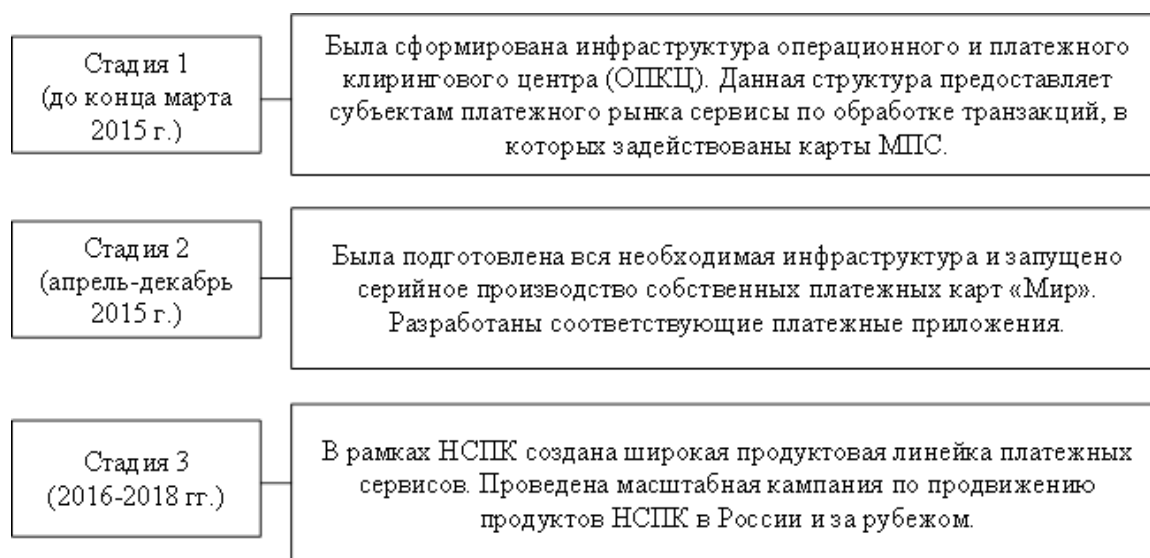 Стадия 1
(до конца марта
2015 г.)
Была сформирована инфраструктура операционного и платежного
клирингового центра (ОПКЦ). Данная структура предоставляет
субъектам платежного рынка сервисы по обработке транзакций, в
которых задействованы карты МПС.
Стадия 2
(апрель-декабрь
2015 г.)
Была подготовлена вся необходимая инфраструктура и запущено
серийное производство собственных платежных карт «Мир».
Разработаны соответствующие платежные приложения.
Стадия 3
(2016-2018 гг.)
В рамках НСПК создана широкая продуктовая линейка платежных
сервисов. Проведена масштабная кампания по продвижению
продуктов НСПК в России и за рубежом.